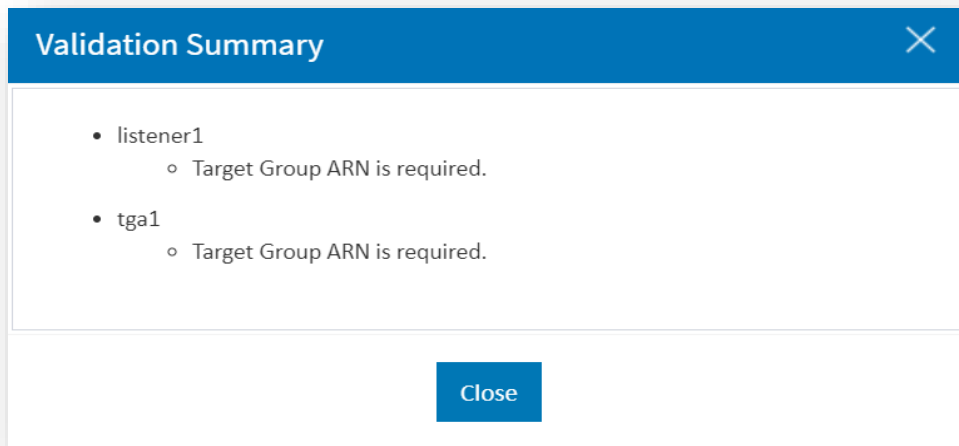 Validation Summary
listener1
Target Group ARN is required.
tga1
Target Group ARN is required.
Close